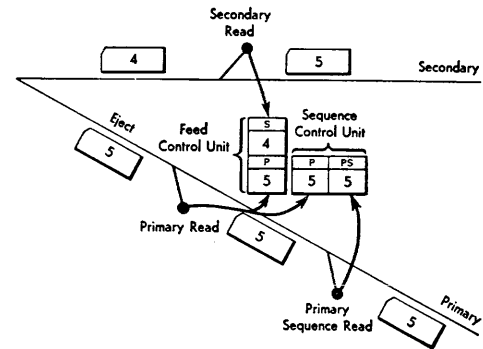 Secondary
Read
4
5
Secondary
Eject
Feed
Control Unit
S
4
P
5
Sequence
Control Unit
P PS
5 5
5
Primary Read
5
Primary
Sequence Read
5
Primary